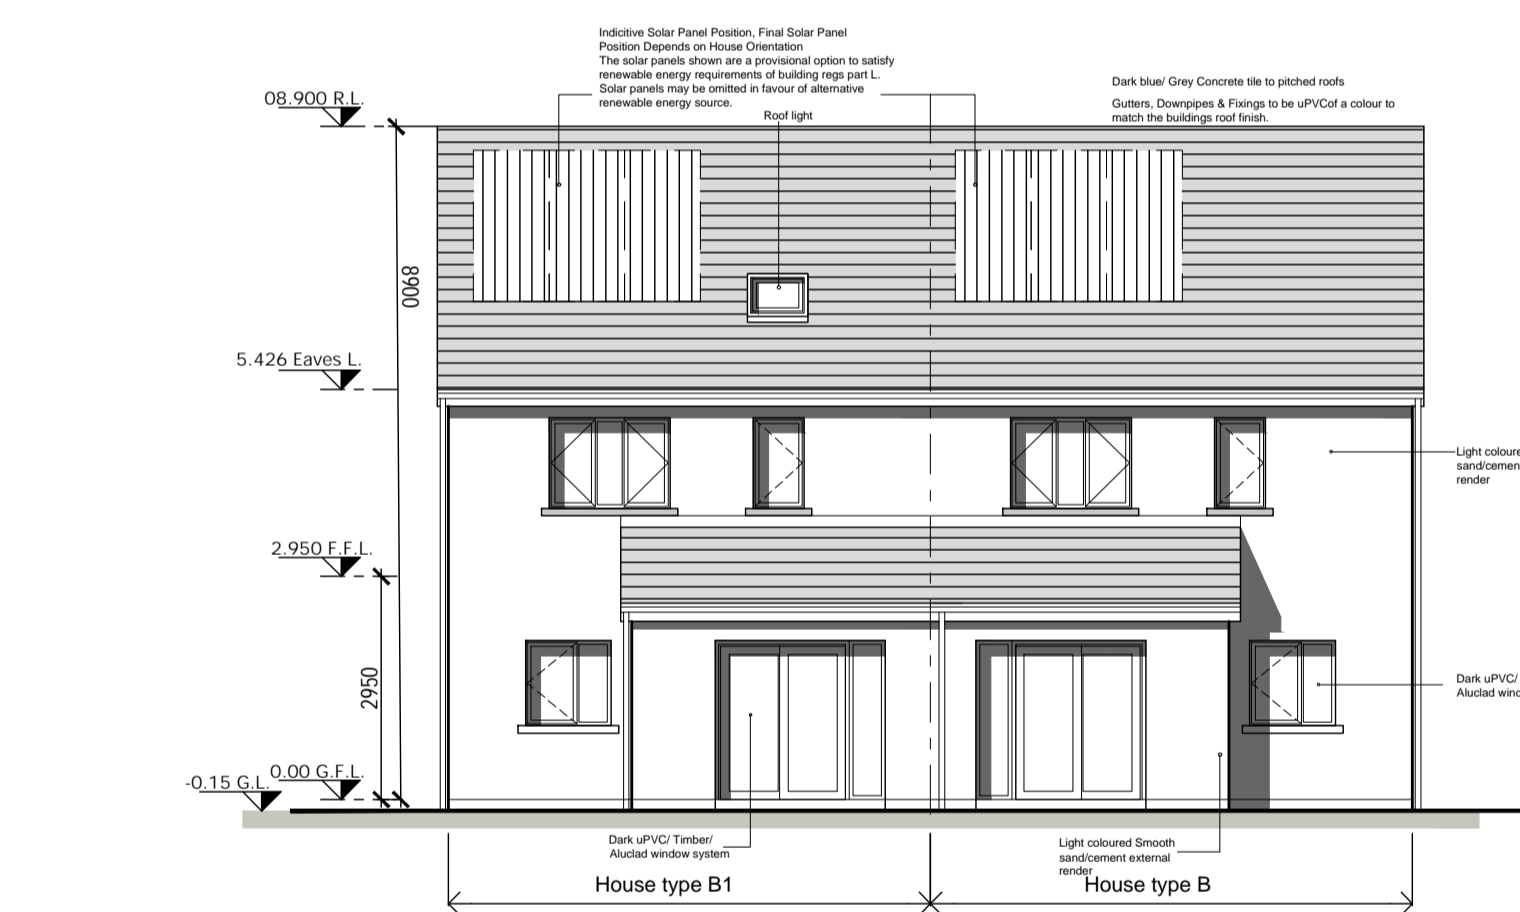 Indicitive Solar Panel Position, Final Solar Panel
Position Depends on House Orientation
The solar panels shown are a provisional option to satisfy
renewable energy requirements of building regs part L.
Solar panels may be omitted in favour of alternative
renewable energy source.
Dark blue/ Grey Concrete tile to pitched roofs
Gutters, Downpipes & Fixings to be uPVCof a colour to
match the buildings roof finish.
08.900 R.L.
Roof light
8900
5.426 Eaves L.
Light coloure
sand/cemen
render
2.950 F.F.L.
2950
Dark uPVC/
Aluclad winc
0.00 G.F.L.
-0.15 G.L.
Dark uPVC/ Timber/
Aluclad window system
Light coloured Smooth
sand/cement external
render
House type B1
House type B